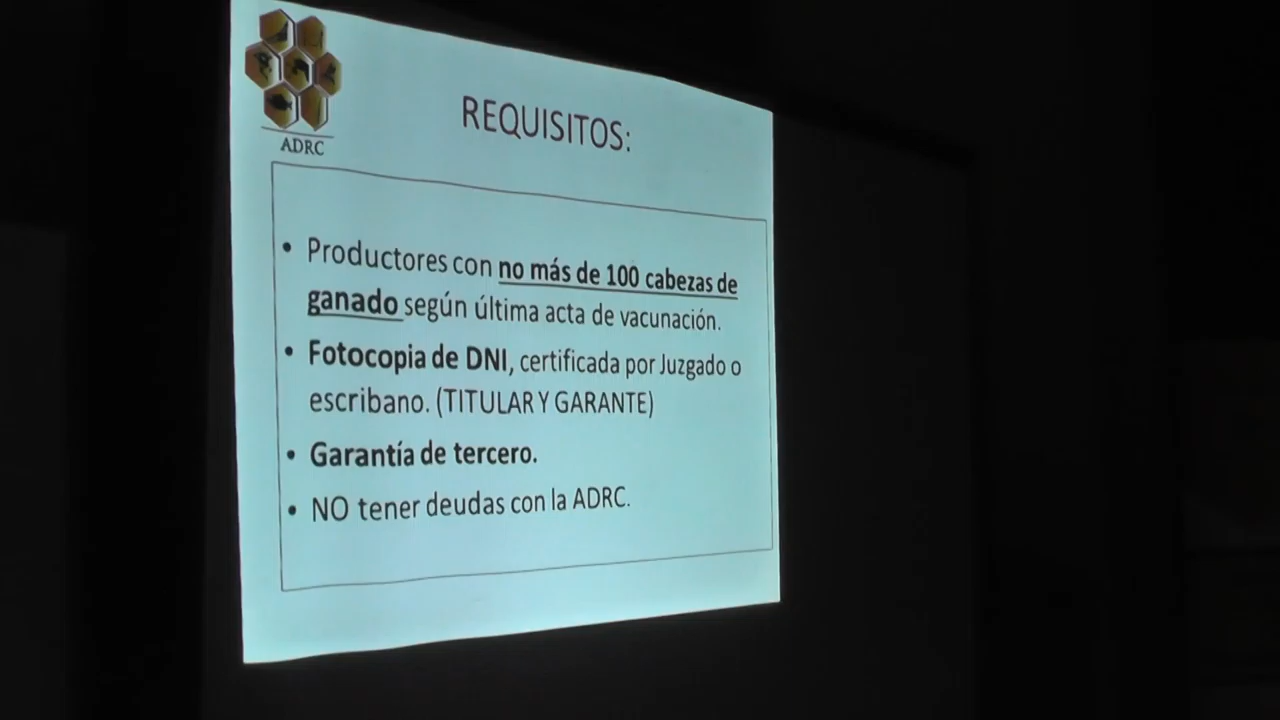 ADRC
REQUISITOS:
• Productores con no más de 100 cabezas de
ganado según última acta de vacunación.
• Fotocopia de DNI, certificada por Juzgado o
escribano. (TITULAR Y GARANTE)
• Garantía de tercero.
• NO tener deudas con la ADRC.